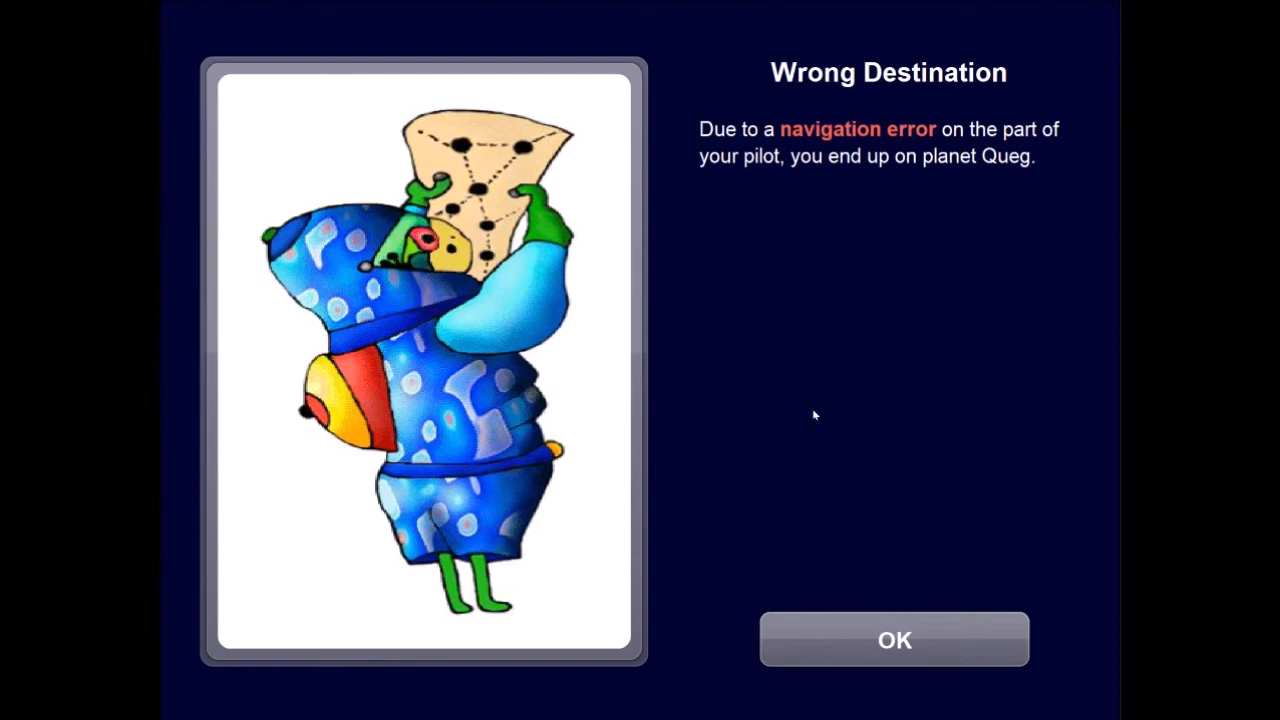 Wrong Destination
Due to a navigation error on the part of
your pilot, you end up on planet Queg.
OK